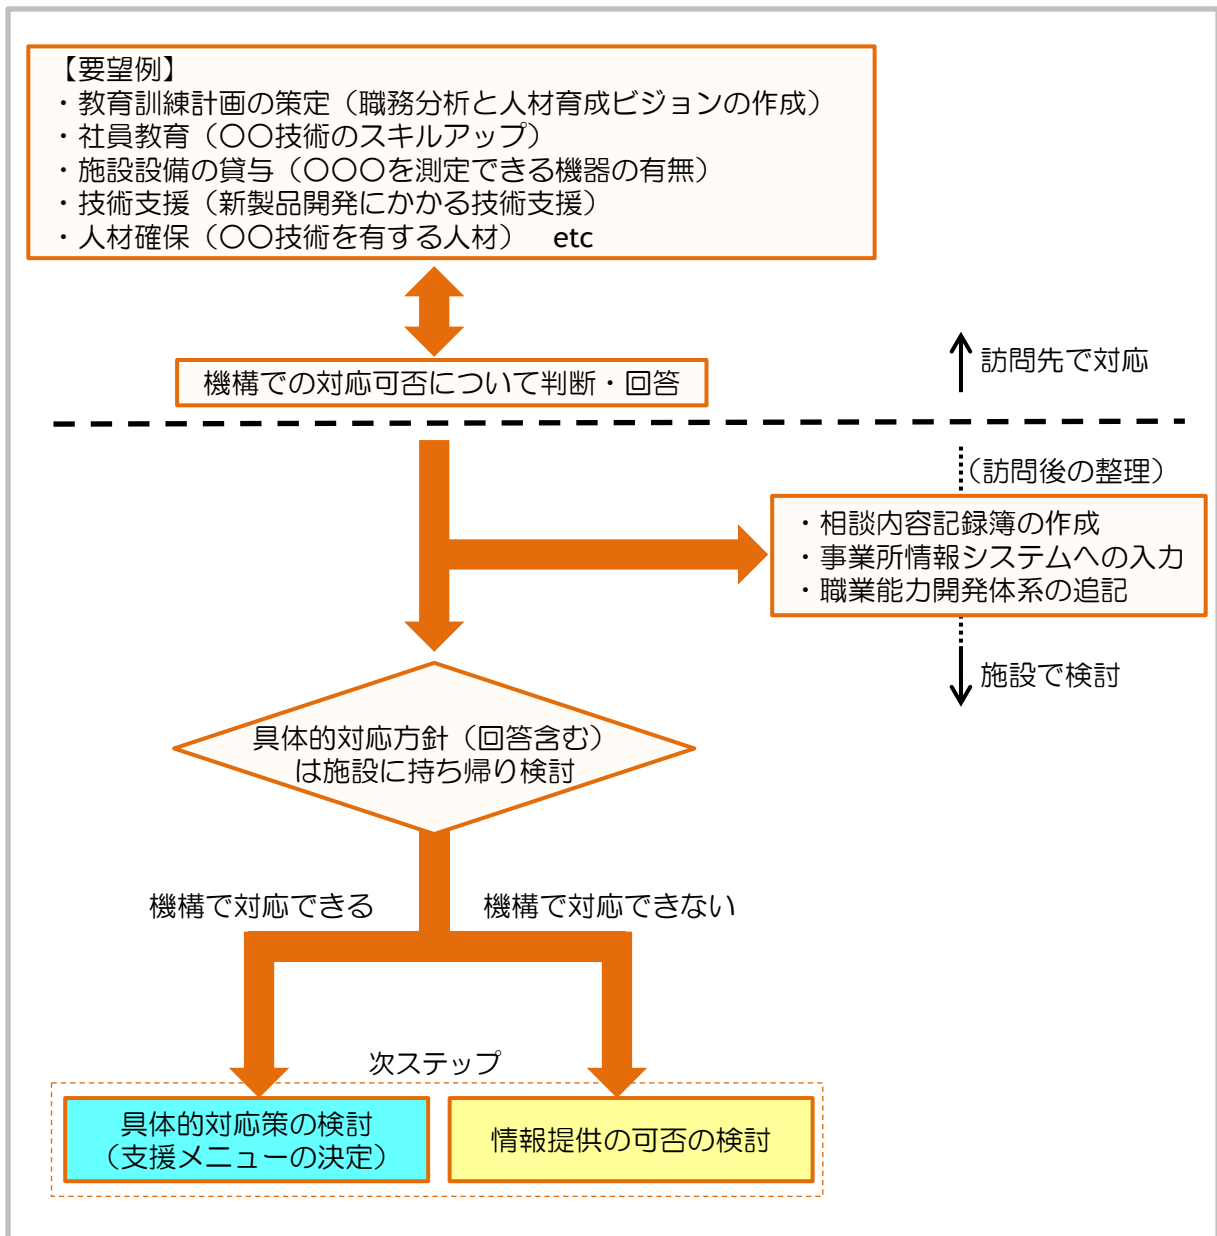 【要望例】
・教育訓練計画の策定（職務分析と人材育成ビジョンの作成）
・社員教育（〇〇技術のスキルアップ）
・施設設備の貸与（〇〇〇を測定できる機器の有無）
・技術支援（新製品開発にかかる技術支援）
・人材確保（〇〇技術を有する人材）　etc
機構での対応可否について判断・回答
訪問先で対応
（訪問後の整理）
・相談内容記録簿の作成
・事業所情報システムへの入力
・職業能力開発体系の追記
施設で検討
具体的対応方針（回答含む）
は施設に持ち帰り検討
機構で対応できる
機構で対応できない
次ステップ
具体的対応策の検討
（支援メニューの決定）
情報提供の可否の検討